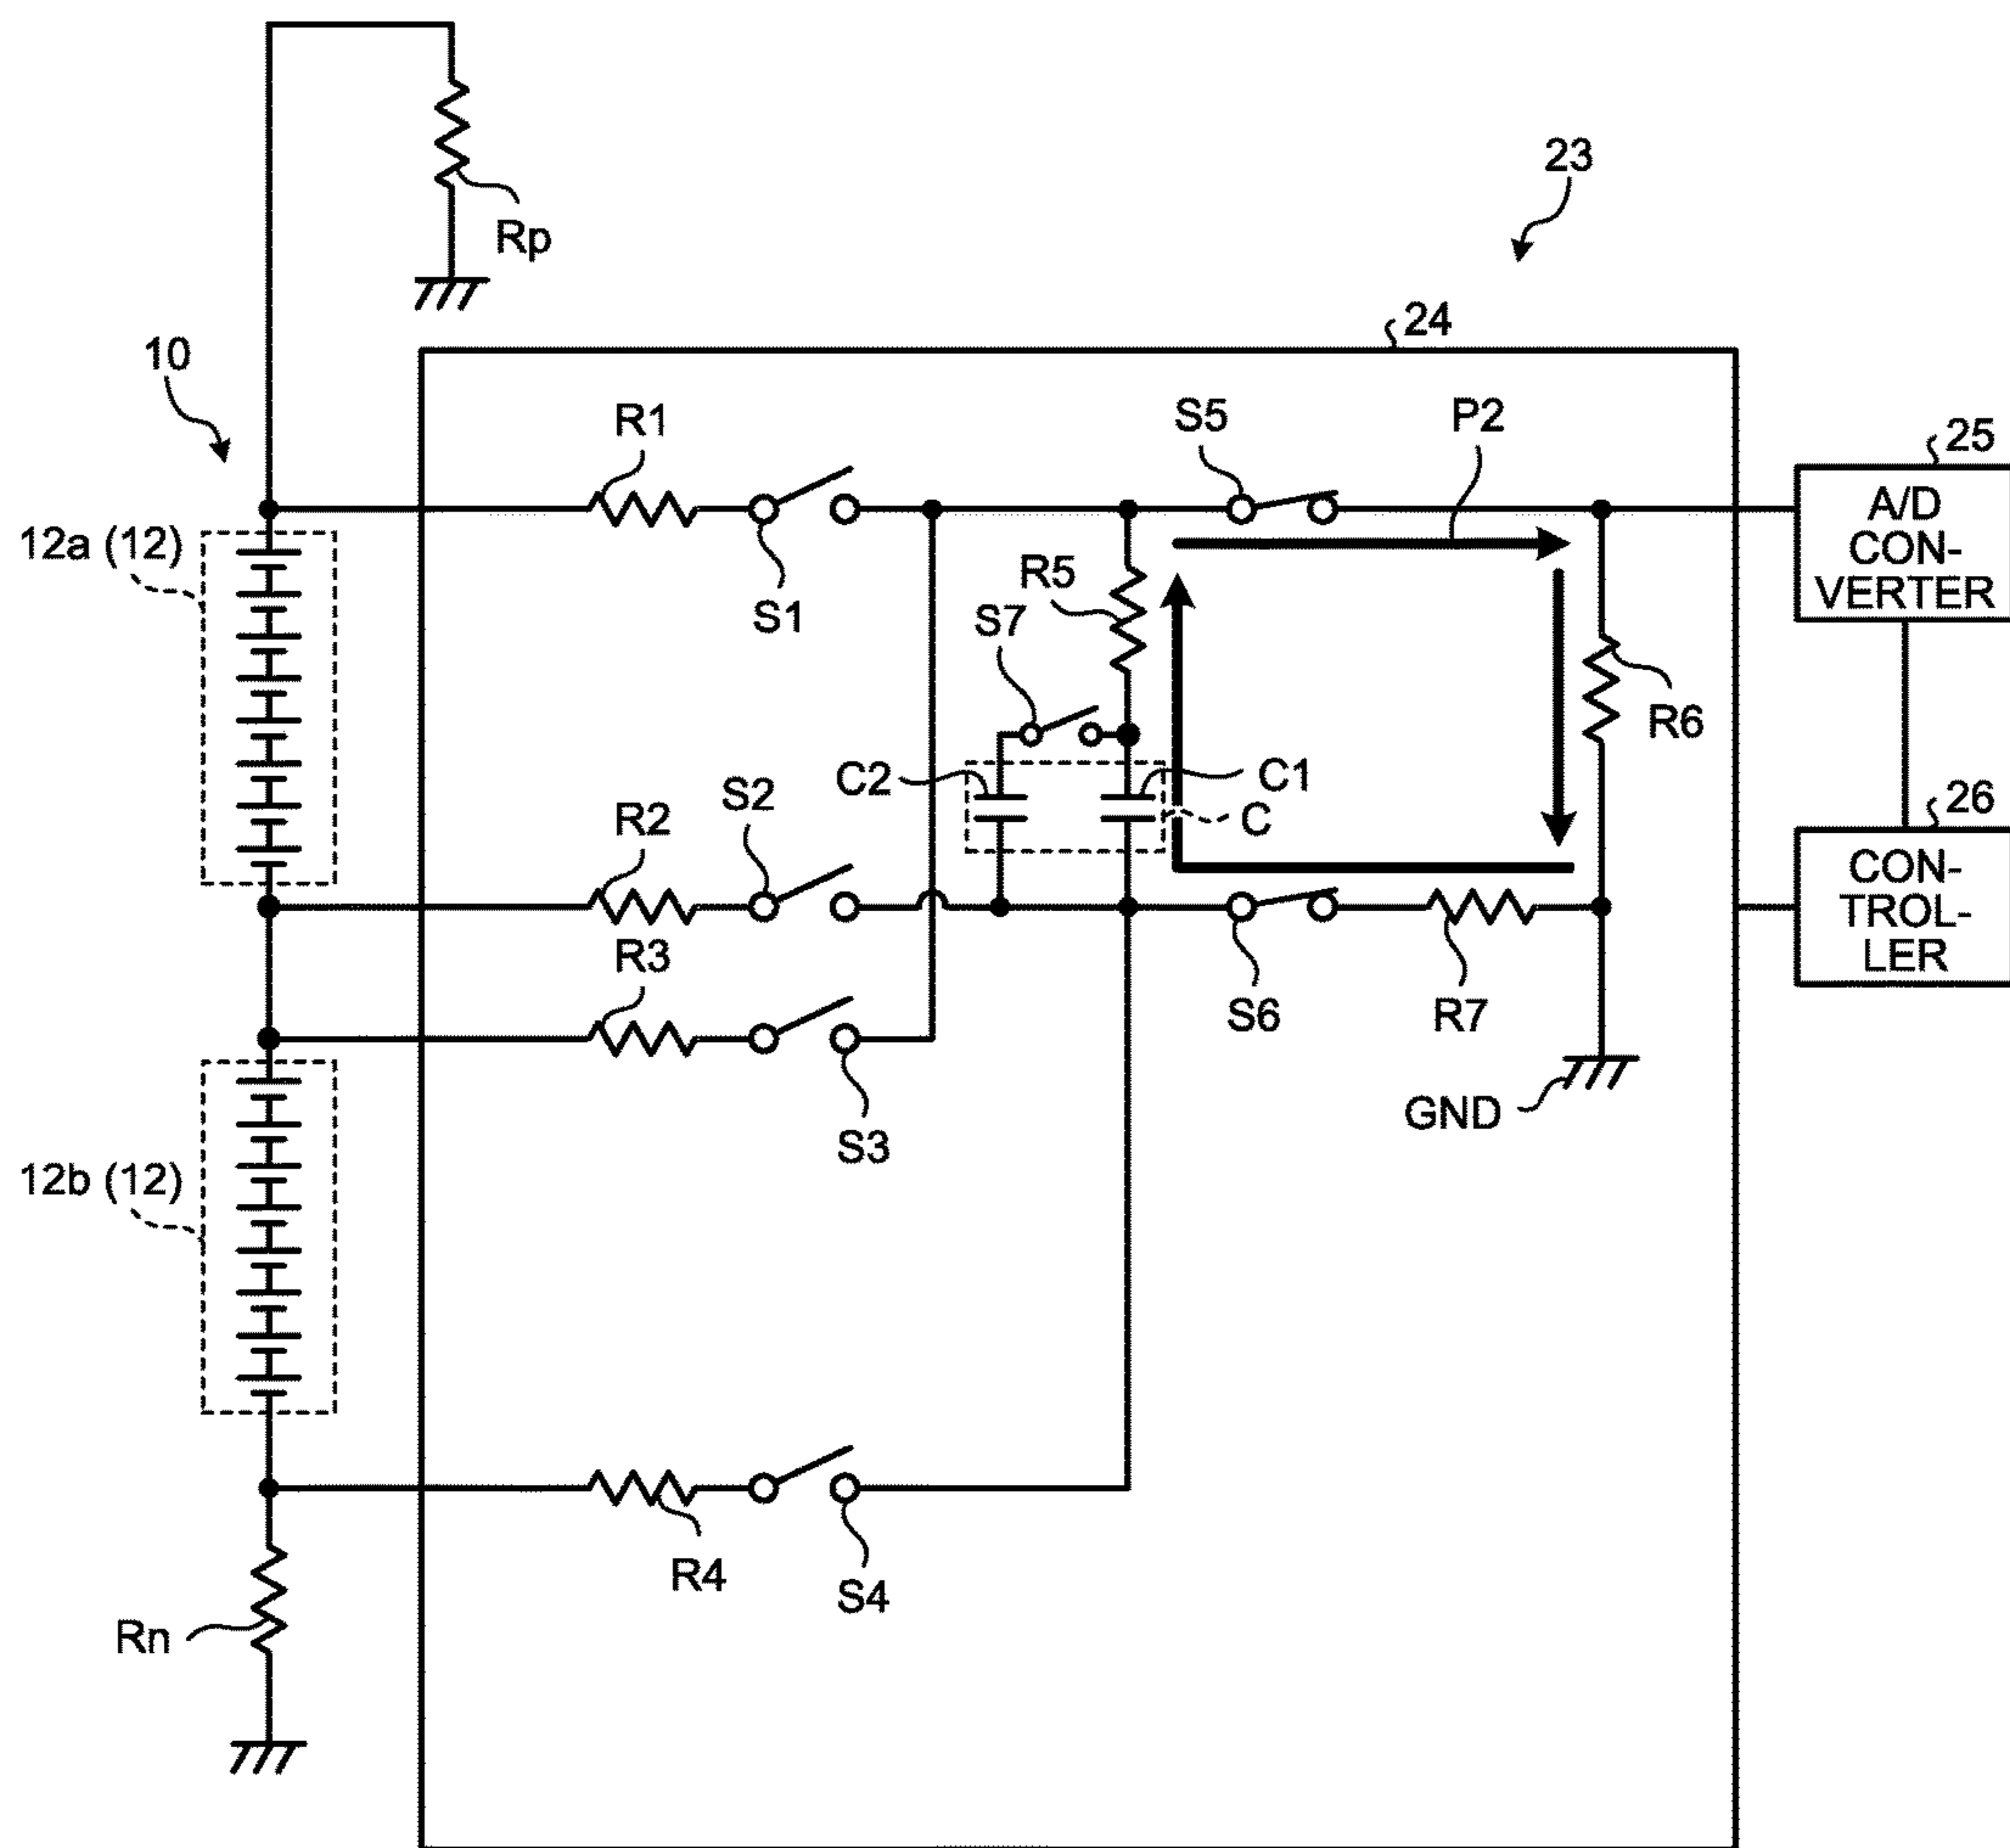 Rp
23
24
10
R1
S5
P2
25
A/D
CON-
VERTER
12a (12)
S1
R5
S7
R6
C2
C1
C
S2
R2
26
CON-
TROL-
LER
R3
S6
R7
GND
S3
12b (12)
R4
S4
Rn